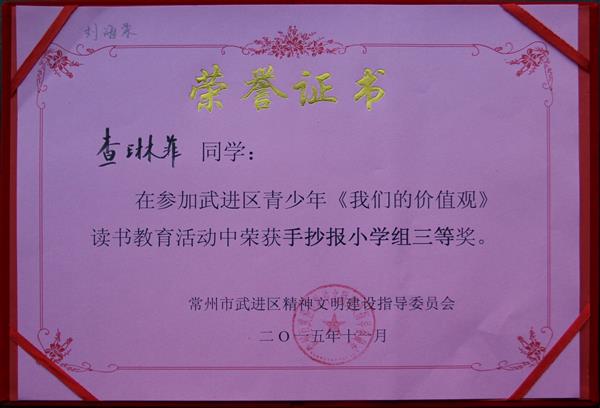 荣誉证书
查琳菲 同学：
在参加武进区青少年《我们的价值观》
读书教育活动中荣获手抄报小学组三等奖。
常州市武进区精神文明建设指导委员会
二〇一五年十一月